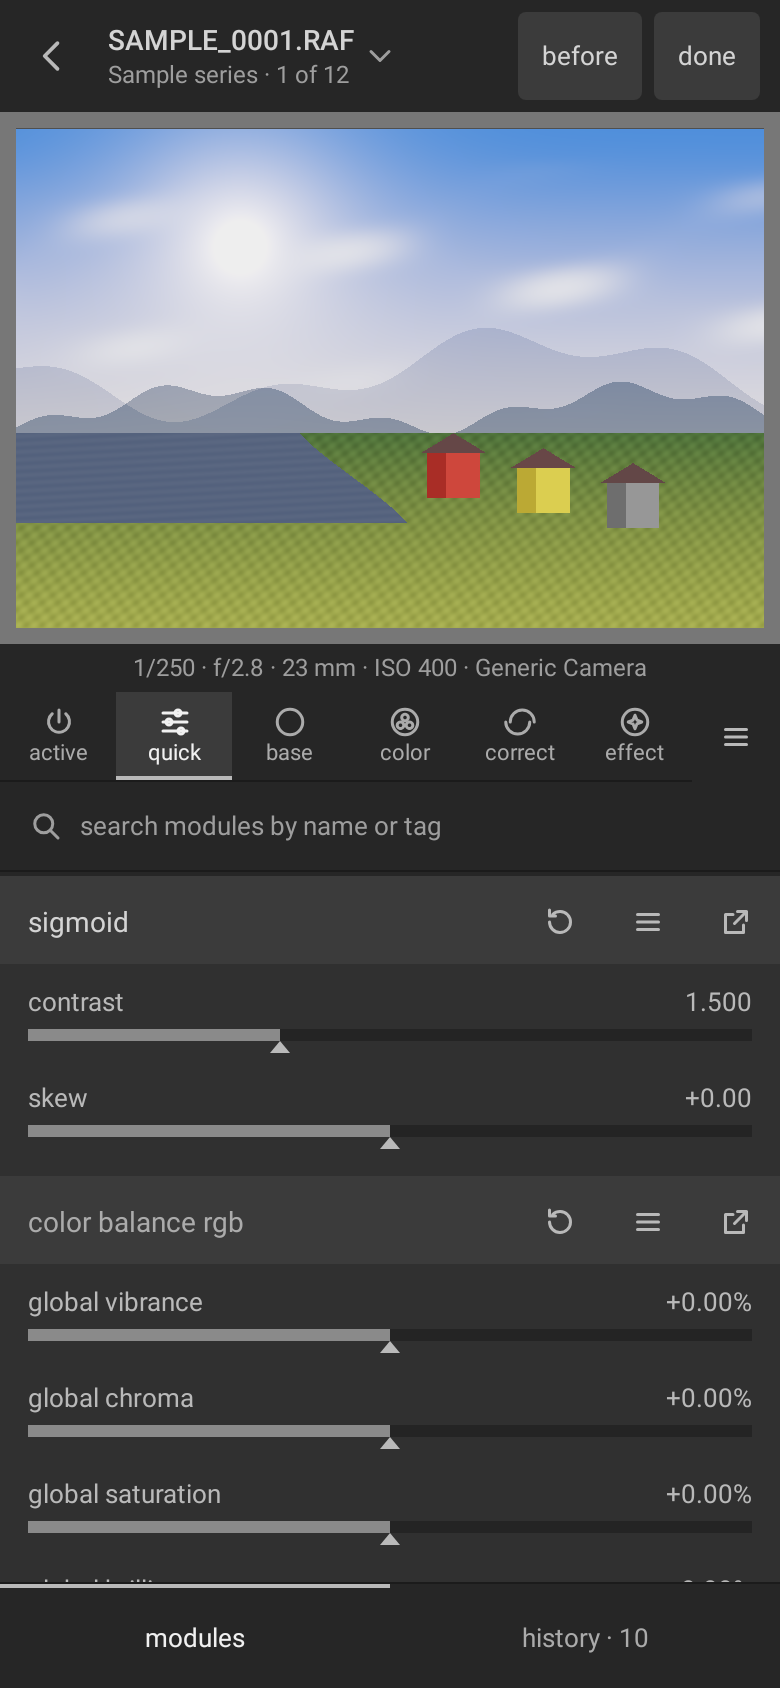 SAMPLE_0001.RAF
Sample series · 1 of 12
before
done
1/250 · f/2.8 · 23 mm · ISO 400 · Generic Camera
active
quick
base
color
correct
effect
search modules by name or tag
sigmoid
contrast 1.500
skew +0.00
color balance rgb
global vibrance +0.00%
global chroma +0.00%
global saturation +0.00%
modules
history · 10